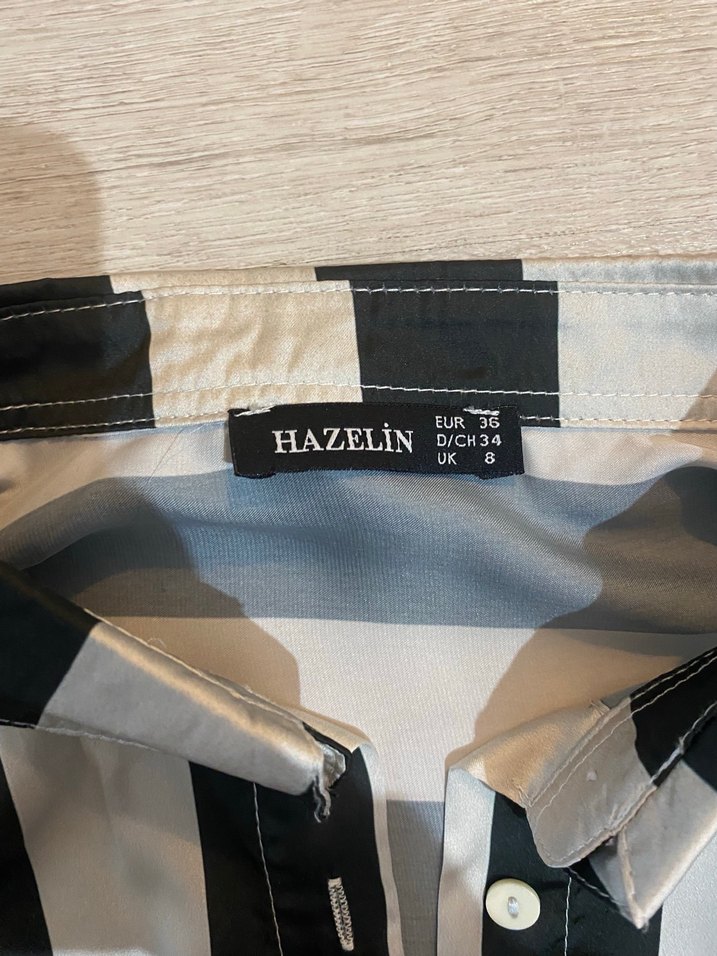 HAZELİN
EUR 36
D/CH 34
UK 8